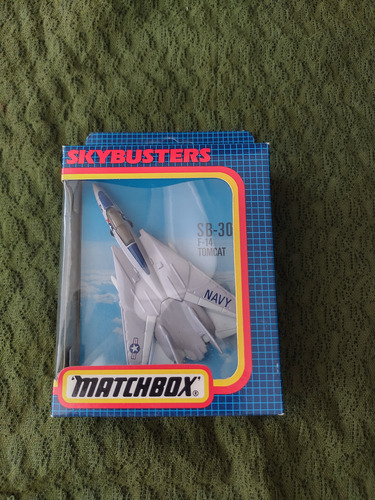 SKYBUSTERS
SB-30
F-14
TOMCAT
NAVY
"MATCHBOX"®